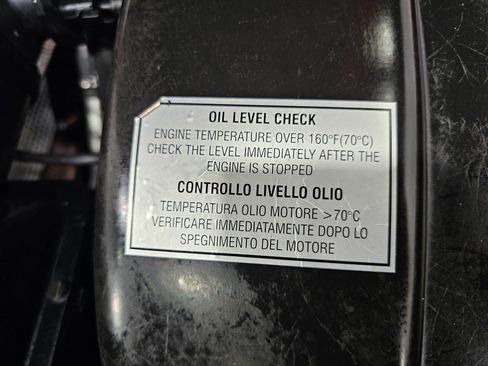 OIL LEVEL CHECK
ENGINE TEMPERATURE OVER 160°F(70°C)
CHECK THE LEVEL IMMEDIATELY AFTER THE
ENGINE IS STOPPED
CONTROLLO LIVELLO OLIO
TEMPERATURA OLIO MOTORE >70°C
VERIFICARE IMMEDIATAMENTE DOPO LO
SPEGNIMENTO DEL MOTORE